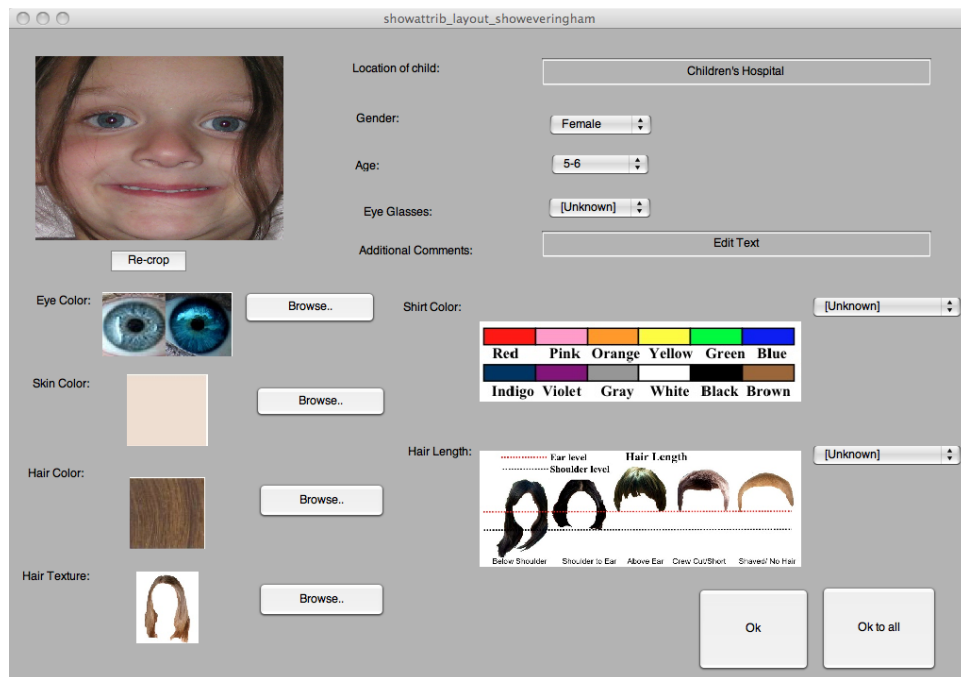 showattrib_layout_showeveringham
Location of child:
Children's Hospital
Gender:
Female
Age:
5-6
Eye Glasses:
[Unknown]
Additional Comments:
Edit Text
Re-crop
Eye Color:
Browse..
Skin Color:
Browse..
Hair Color:
Browse..
Hair Texture:
Browse..
Shirt Color:
[Unknown]
Red Pink Orange Yellow Green Blue
Indigo Violet Gray White Black Brown
Hair Length:
[Unknown]
Ear level
Hair Length
Shoulder level
Below Shoulder Shoulder to Ear Above Ear Crew Cut/Short Shaved/ No Hair
Ok
Ok to all